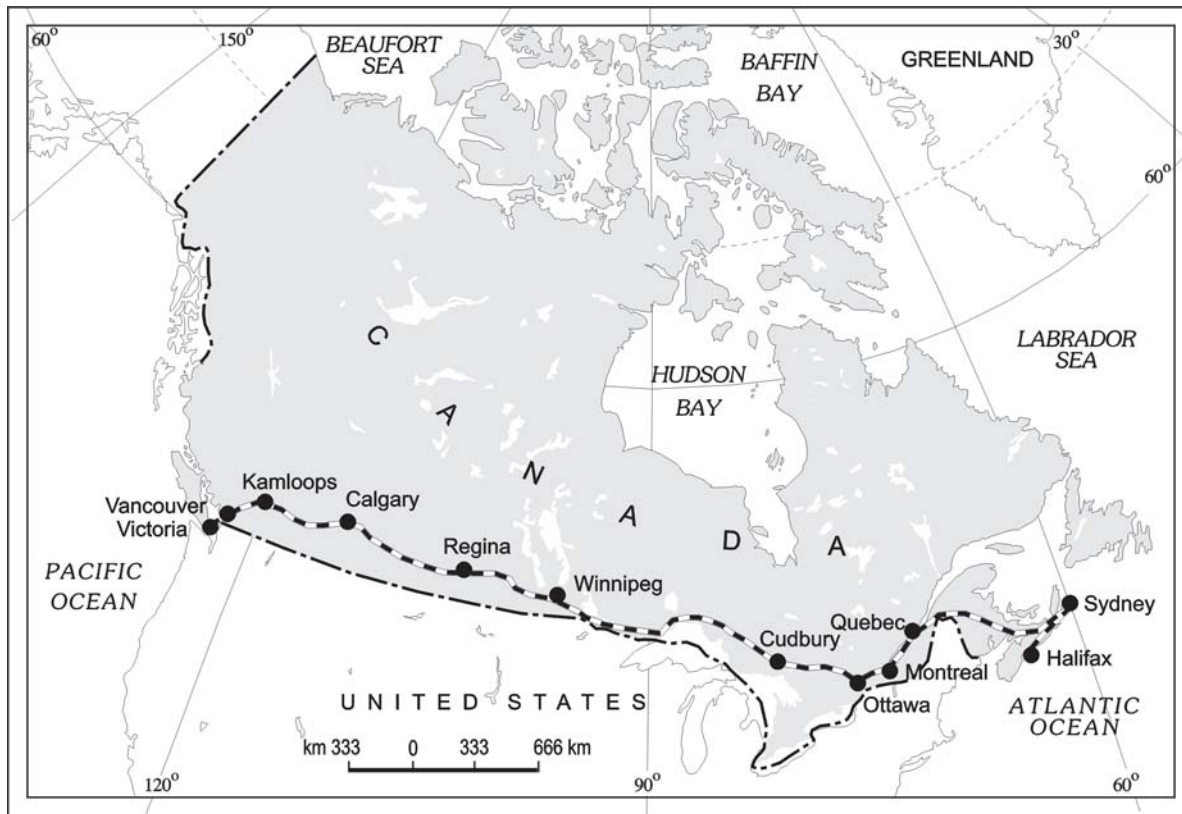 60°
150°
BEAUFORT
SEA
BAFFIN
BAY
GREENLAND
30°
60°
LABRADOR
SEA
HUDSON
BAY
C A N A D A
Kamloops
Vancouver
Victoria
Calgary
Regina
Winnipeg
PACIFIC
OCEAN
Cudbury
Quebec
Sydney
Montreal
Halifax
Ottawa
ATLANTIC
OCEAN
UNITED STATES
km 333 0 333 666 km
120°
90°
60°